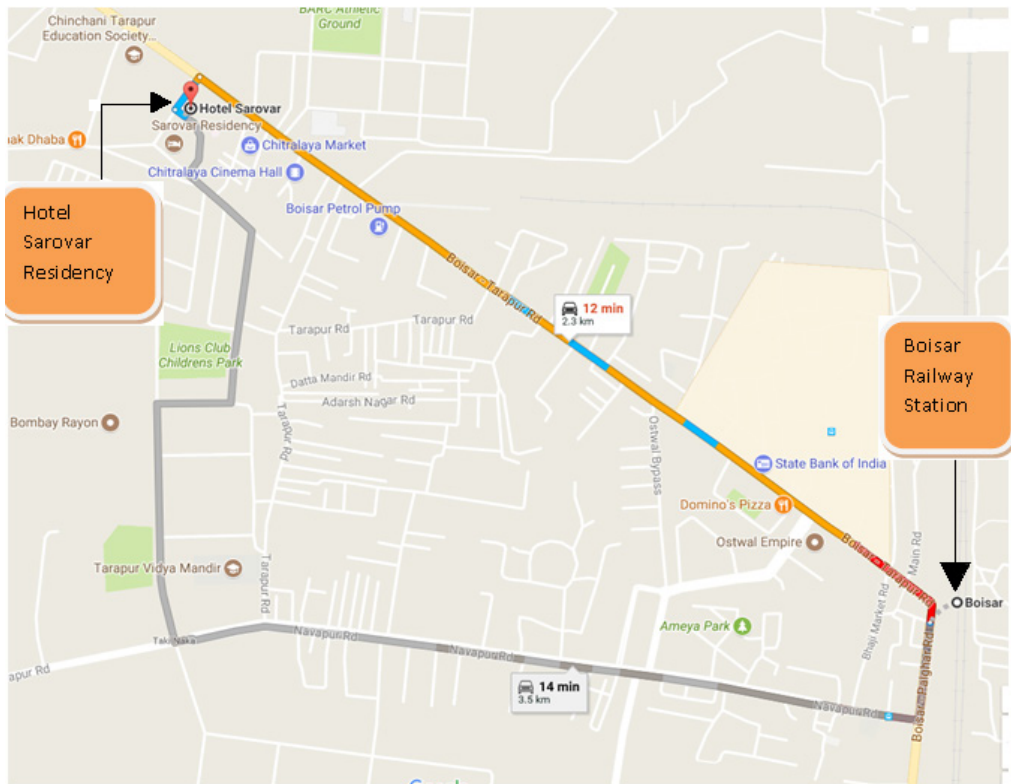 BARC Athletic
Ground
Chinchani Tarapur
Education Society...
Hotel Sarovar
Sarovar Residency
aak Dhaba
Chitralaya Market
Chitralaya Cinema Hall
Boisar Petrol Pump
Hotel
Sarovar
Residency
Boisar - Tarapur Rd
12 min
2.3 km
Tarapur Rd
Tarapur Rd
Lions Club
Childrens Park
Datta Mandir Rd
Adarsh Nagar Rd
Tarapur Rd
Bombay Rayon
Boisar
Railway
Station
Ostwal Bypass
State Bank of India
Domino's Pizza
Ostwal Empire
Boisar - Tarapur Rd
Main Rd
Tarapur Vidya Mandir
Tarapur Rd
Bhaji Market Rd
Boisar
Ameya Park
Taki Naka
Navapur Rd
Navapur Rd
apur Rd
14 min
3.5 km
Navapur Rd
Boisar - Palghar Rd